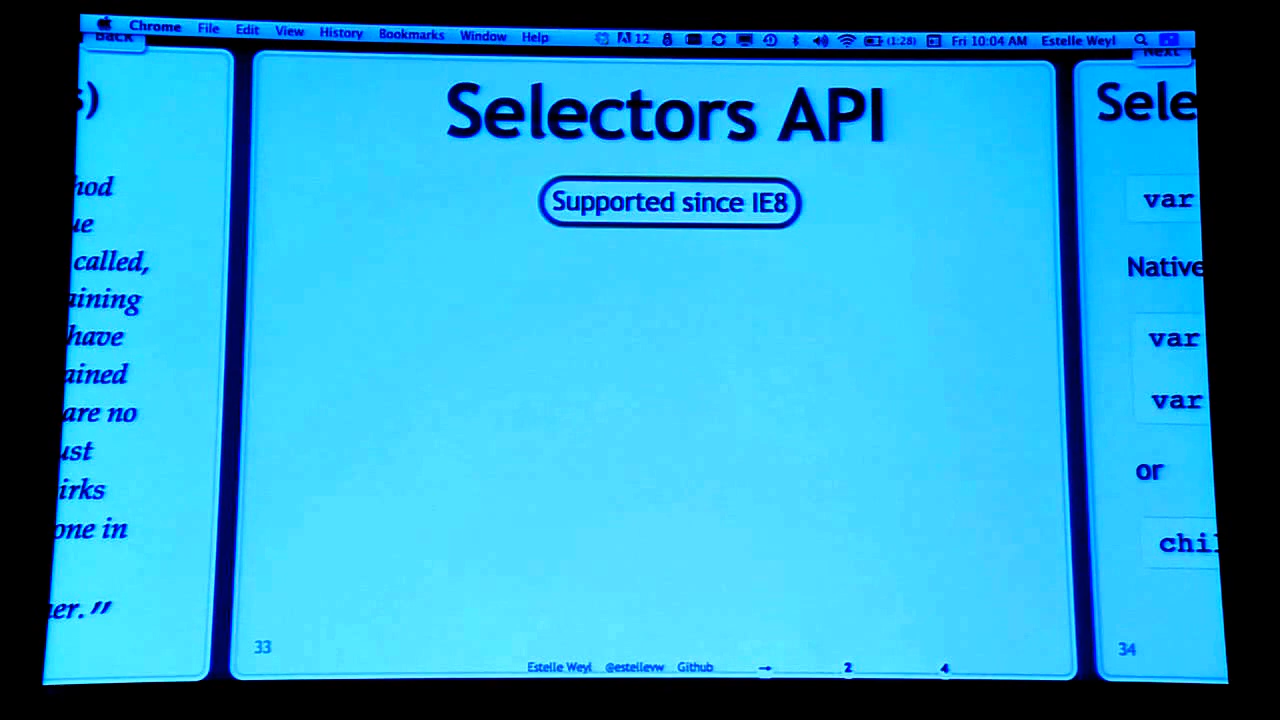 Chrome File Edit View History Bookmarks Window Help 12 (1:28) Fri 10:04 AM Estelle Weyl
Back
Next
s)
hod
ue
called,
aining
have
ained
are no
ust
irks
one in
er.”
Selectors API
Supported since IE8
33
Estelle Weyl @estellevw Github → 2 4
Sele
var
Native
var
var
or
chil
34